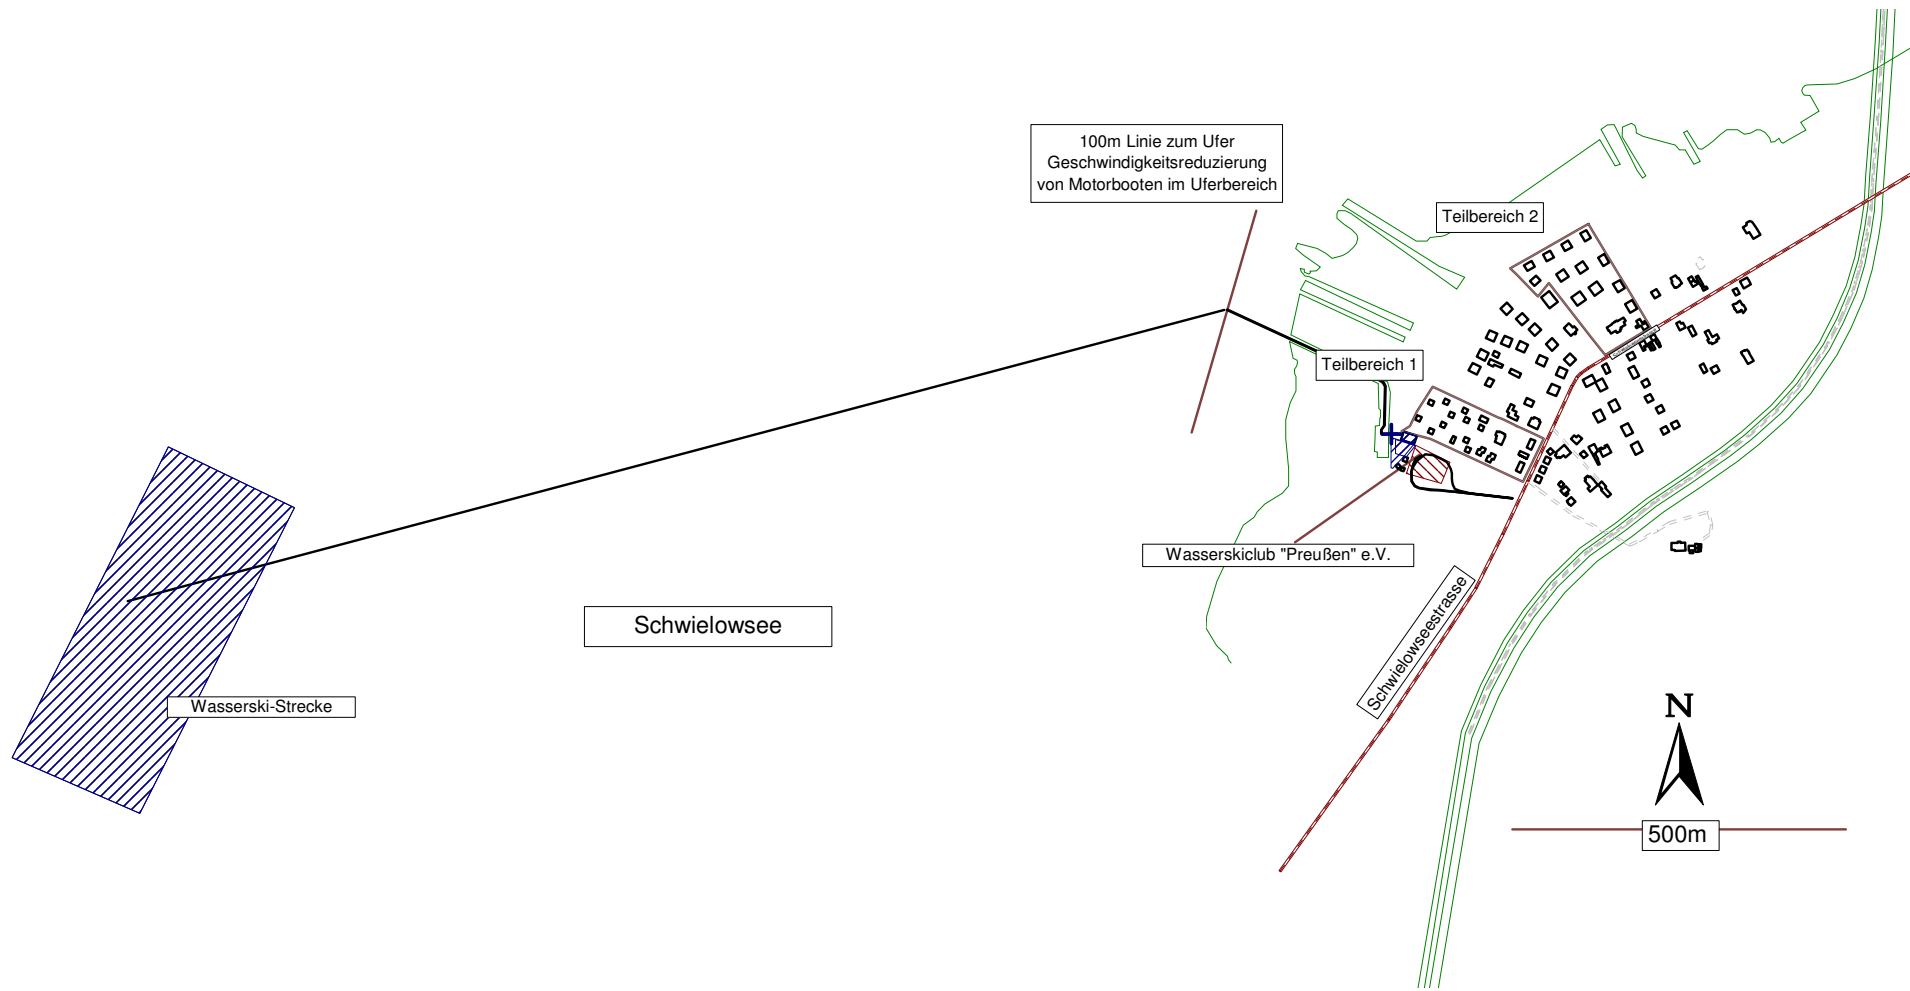 100m Linie zum Ufer
Geschwindigkeitsreduzierung
von Motorbooten im Uferbereich
Teilbereich 2
Teilbereich 1
Wasserskiclub "Preußen" e.V.
Schwielowsee
Schwielowseestrasse
Wasserski-Strecke
N
500m